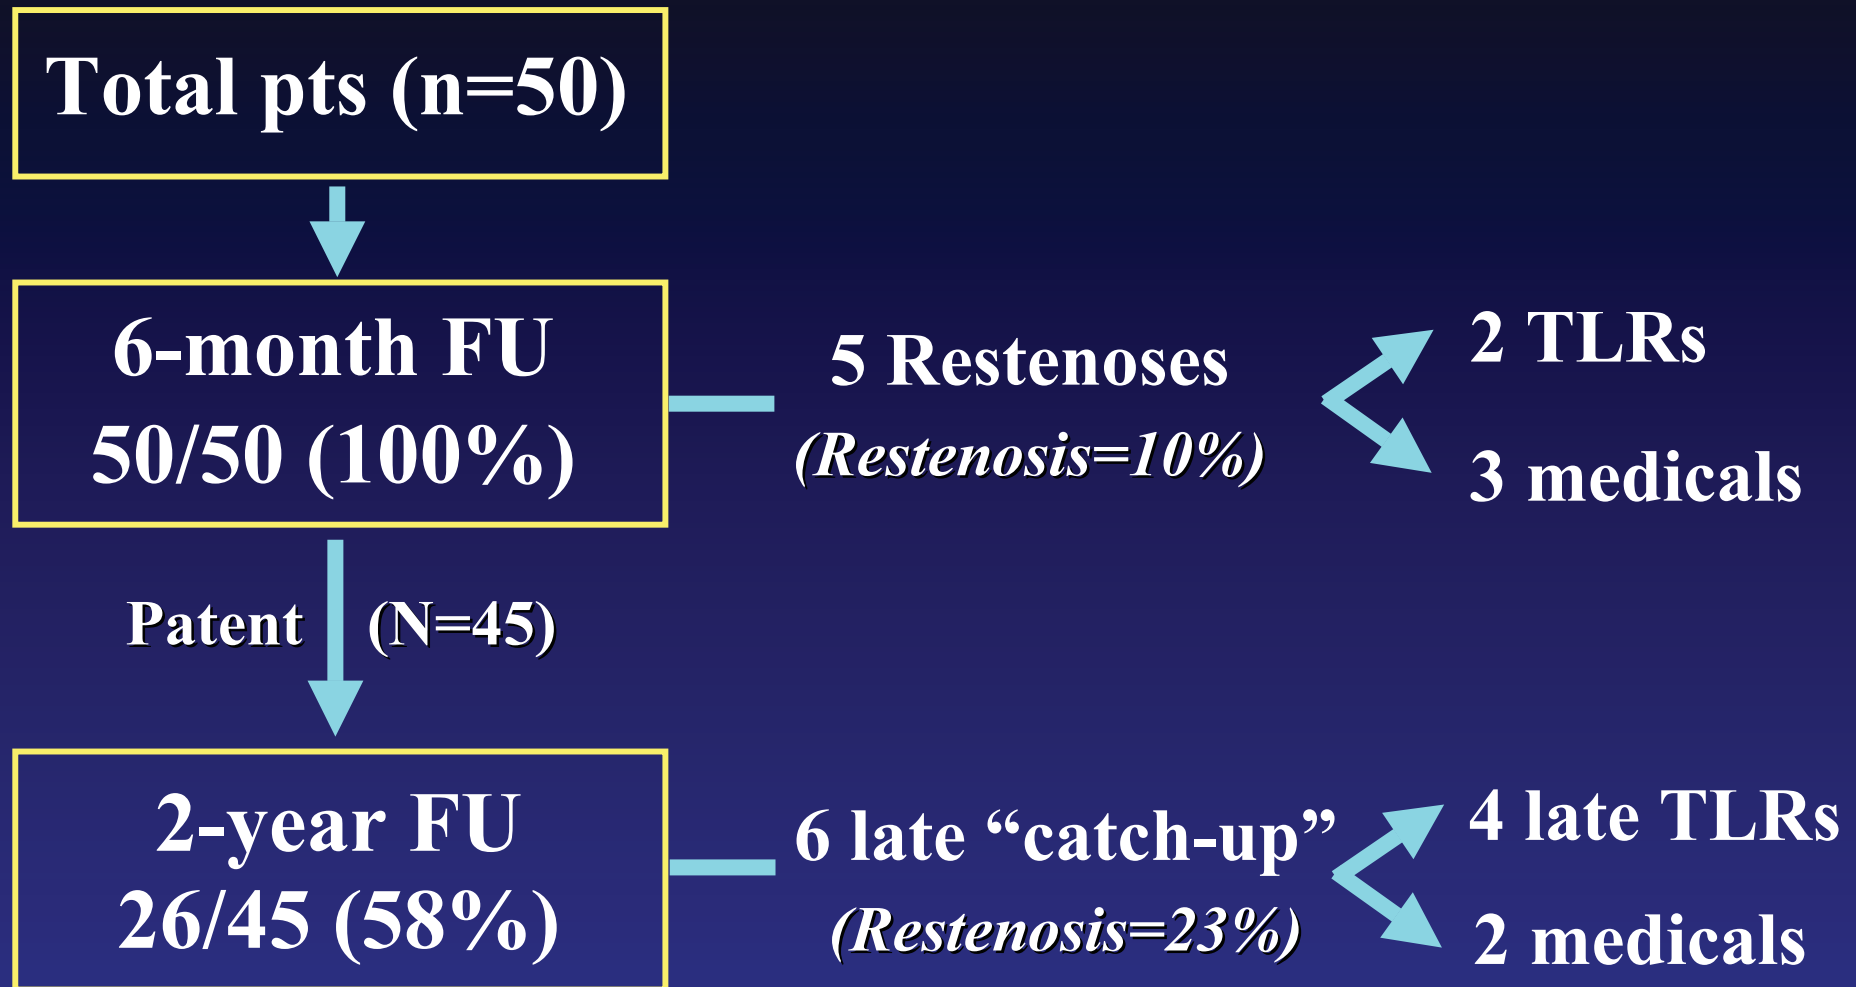 Total pts (n=50)
6-month FU
50/50 (100%)
5 Restenoses
(Restenosis=10%)
2 TLRs
3 medicals
Patent (N=45)
2-year FU
26/45 (58%)
6 late “catch-up”
(Restenosis=23%)
4 late TLRs
2 medicals